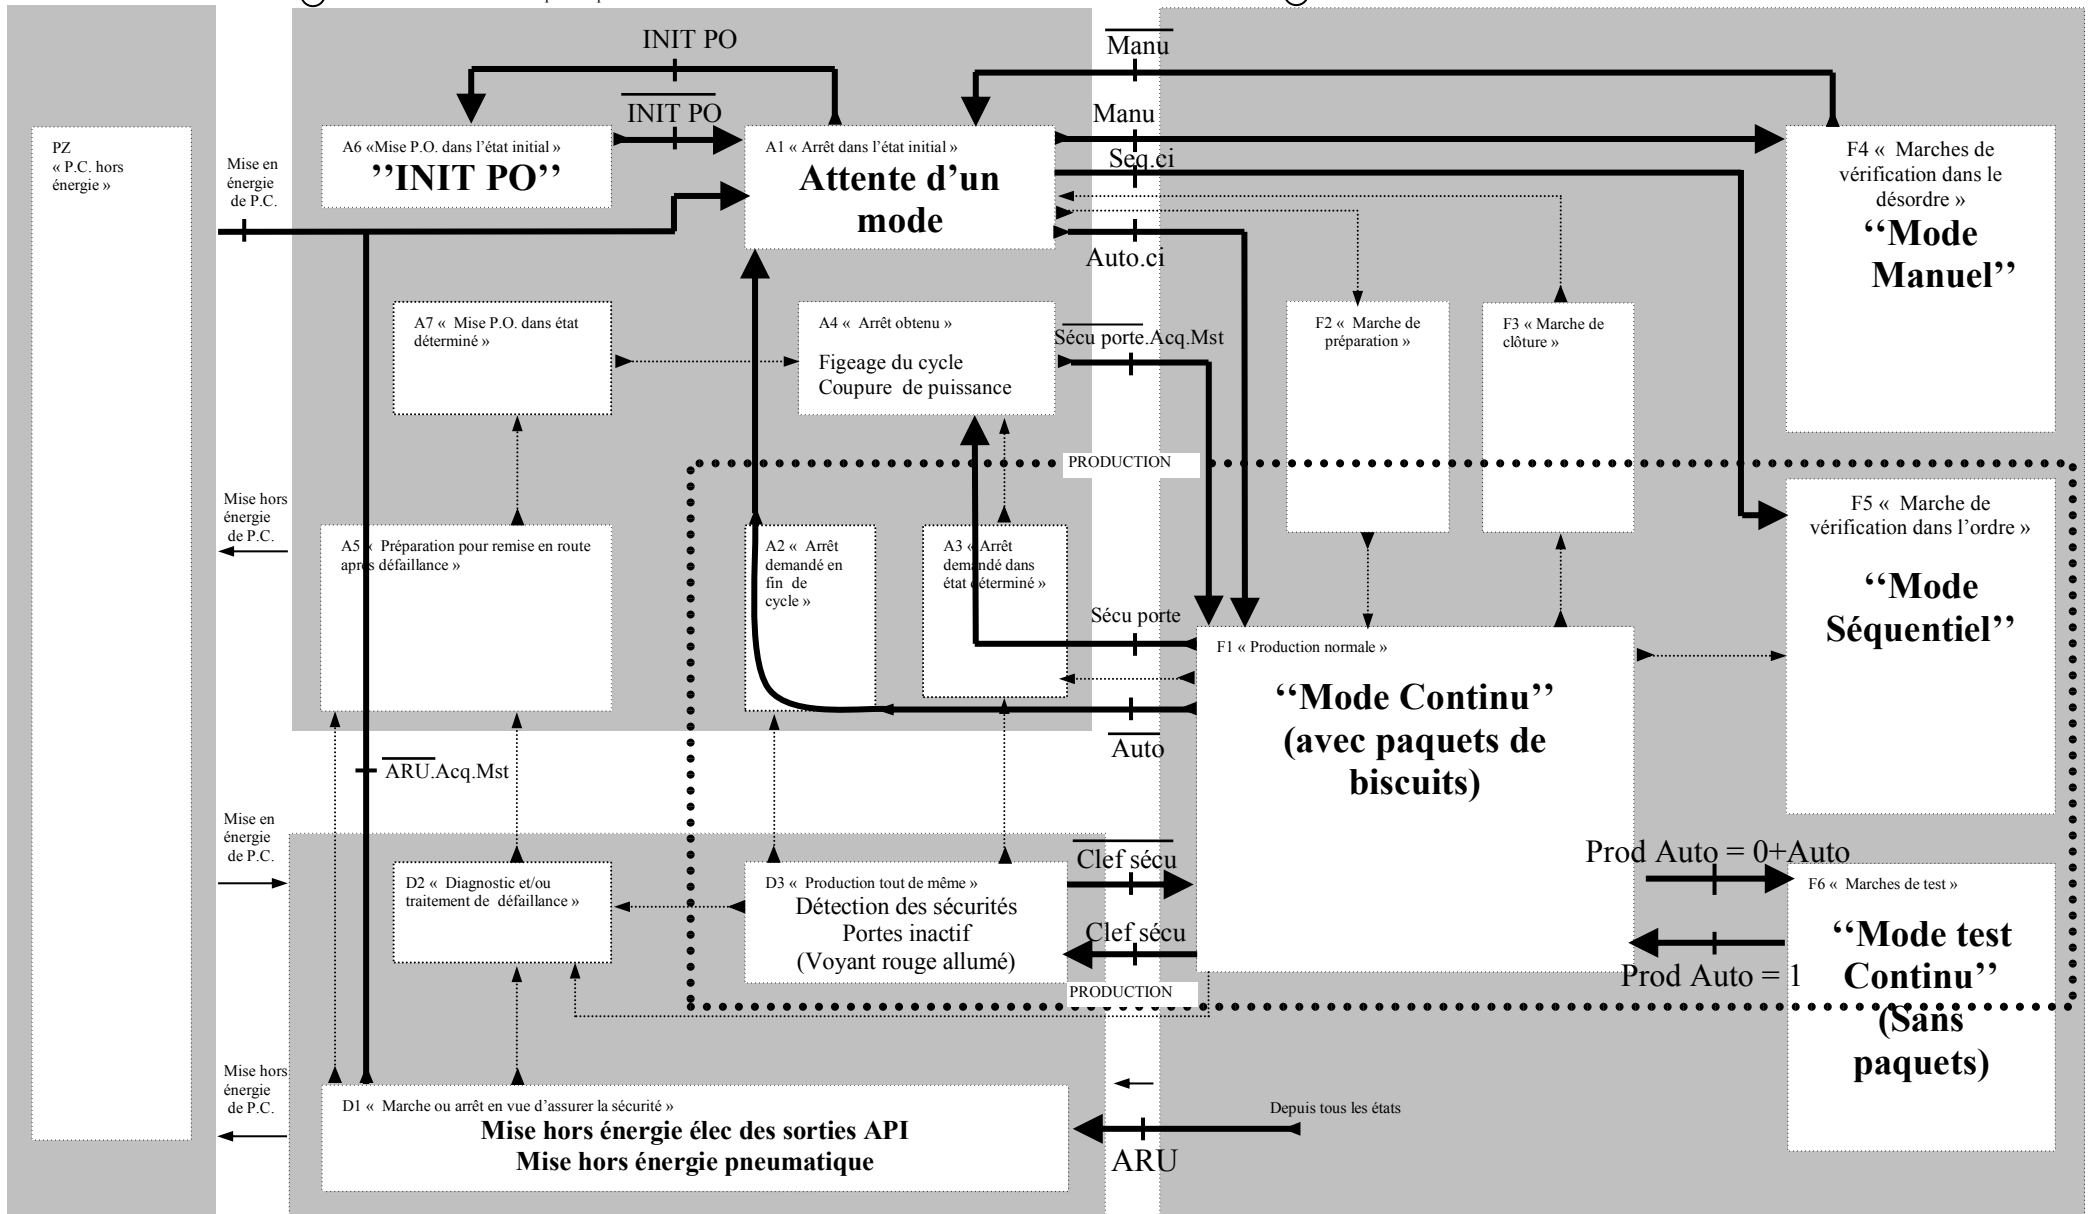 INIT PO
Manu
INIT PO
Manu
PZ
« P.C. hors
énergie »
Mise en
énergie
de P.C.
A6 «Mise P.O. dans l’état initial »
’’INIT PO’’
A1 « Arrêt dans l’état initial »
Attente d’un
mode
Seq.ci
Auto.ci
F4 « Marches de
vérification dans le
désordre »
‘‘Mode
Manuel’’
A7 « Mise P.O. dans état
déterminé »
A4 « Arrêt obtenu »
Figeage du cycle
Coupure de puissance
Sécu porte.Acq.Mst
F2 « Marche de
préparation »
F3 « Marche de
clôture »
PRODUCTION
Mise hors
énergie
de P.C.
A5 « Préparation pour remise en route
après défaillance »
A2 « Arrêt
demandé en
fin de
cycle »
A3 « Arrêt
demandé dans
état déterminé »
F5 « Marche de
vérification dans l’ordre »
‘‘Mode
Séquentiel’’
Sécu porte
F1 « Production normale »
‘‘Mode Continu’’
(avec paquets de
biscuits)
Auto
ARU.Acq.Mst
Mise en
énergie
de P.C.
D2 « Diagnostic et/ou
traitement de défaillance »
D3 « Production tout de même »
Détection des sécurités
Portes inactif
(Voyant rouge allumé)
Clef sécu
Clef sécu
PRODUCTION
Prod Auto = 0+Auto
Prod Auto = 1
F6 « Marches de test »
‘‘Mode test
Continu’’
(Sans
paquets)
Mise hors
énergie
de P.C.
D1 « Marche ou arrêt en vue d’assurer la sécurité »
Mise hors énergie élec des sorties API
Mise hors énergie pneumatique
Depuis tous les états
ARU